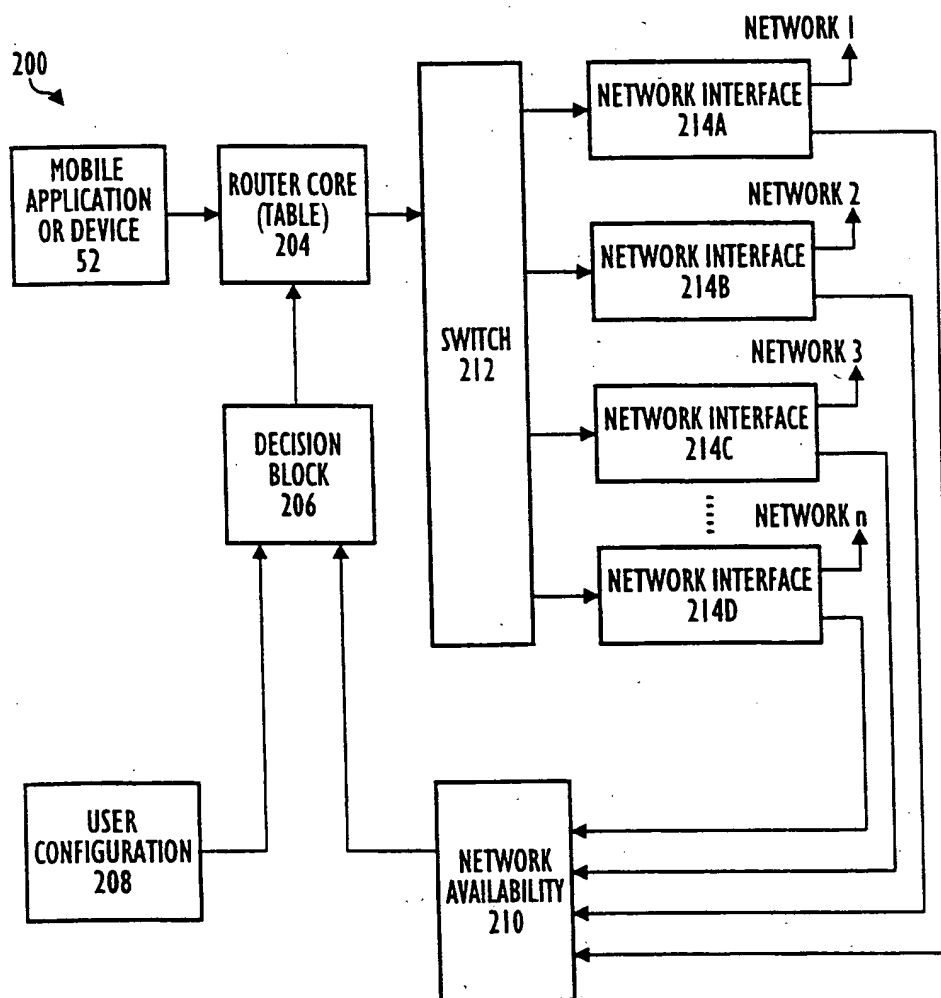 200
MOBILE
APPLICATION
OR DEVICE
52
ROUTER CORE
(TABLE)
204
DECISION
BLOCK
206
USER
CONFIGURATION
208
SWITCH
212
NETWORK 1
NETWORK INTERFACE
214A
NETWORK 2
NETWORK INTERFACE
214B
NETWORK 3
NETWORK INTERFACE
214C
NETWORK n
NETWORK INTERFACE
214D
NETWORK
AVAILABILITY
210